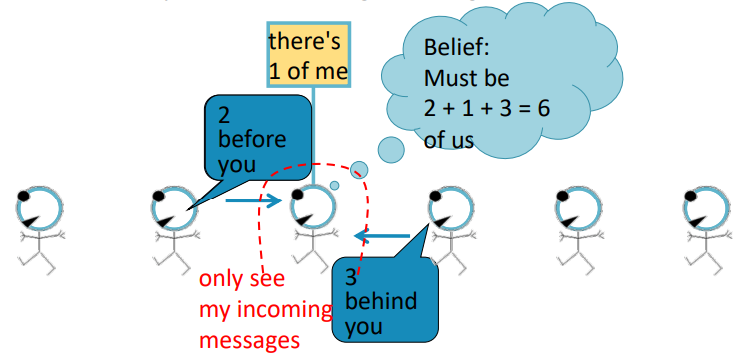 there's
1 of me
Belief:
Must be
2 + 1 + 3 = 6
of us
2
before
you
only see
my incoming
messages
3
behind
you